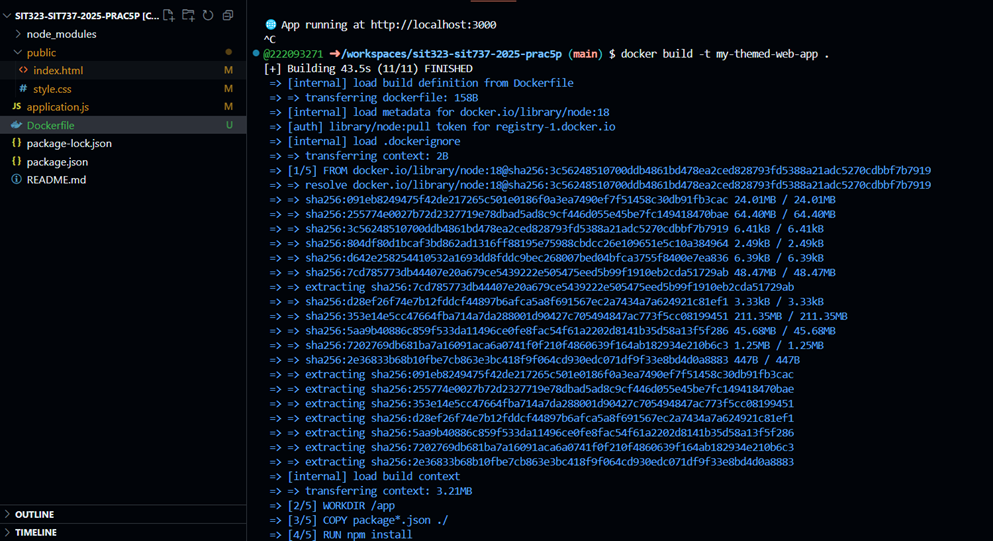 SIT323-SIT737-2025-PRAC5P [C...
node_modules
public
index.html M
style.css M
JS application.js M
Dockerfile U
{} package-lock.json
{} package.json
README.md
OUTLINE
TIMELINE
App running at http://localhost:3000
^C
@222093271 ➜/workspaces/sit323-sit737-2025-prac5p (main) $ docker build -t my-themed-web-app .
[+] Building 43.5s (11/11) FINISHED
=> [internal] load build definition from Dockerfile
=> => transferring dockerfile: 158B
=> [internal] load metadata for docker.io/library/node:18
=> [auth] library/node:pull token for registry-1.docker.io
=> [internal] load .dockerignore
=> => transferring context: 2B
=> [1/5] FROM docker.io/library/node:18@sha256:3c56248510700ddb4861bd478ea2ced828793fd5388a21adc5270cdbbf7b7919
=> => resolve docker.io/library/node:18@sha256:3c56248510700ddb4861bd478ea2ced828793fd5388a21adc5270cdbbf7b7919
=> => sha256:091eb8249475f42de217265c501e0186f0a3ea7490ef7f51458c30db91fb3cac 24.01MB / 24.01MB
=> => sha256:255774e0027b72d2327719e78dbad5ad8c9cf446d055e45be7fc149418470bae 64.40MB / 64.40MB
=> => sha256:3c56248510700ddb4861bd478ea2ced828793fd5388a21adc5270cdbbf7b7919 6.41kB / 6.41kB
=> => sha256:804df80d1bcaf3bd862ad1316ff88195e75988cbdcc26e109651e5c10a384964 2.49kB / 2.49kB
=> => sha256:d642e258254410532a1693dd8fddc9bec268007bed04bfca3755f8400e7ea836 6.39kB / 6.39kB
=> => sha256:7cd785773db44407e20a679ce5439222e505475eed5b99f1910eb2cda51729ab 48.47MB / 48.47MB
=> => extracting sha256:7cd785773db44407e20a679ce5439222e505475eed5b99f1910eb2cda51729ab
=> => sha256:d28ef26f74e7b12fddcf44897b6afca5a8f691567ec2a7434a7a624921c81ef1 3.33kB / 3.33kB
=> => sha256:353e14e5cc47664fba714a7da288001d90427c705494847ac773f5cc08199451 211.35MB / 211.35MB
=> => sha256:5aa9b40886c859f533da11496ce0fe8fac54f61a2202d8141b35d58a13f5f286 45.68MB / 45.68MB
=> => sha256:7202769db681ba7a16091aca6a0741f0f210f4860639f164ab182934e210b6c3 1.25MB / 1.25MB
=> => sha256:2e36833b68b10fbe7cb863e3bc418f9f064cd930edc071df9f33e8bd4d0a8883 447B / 447B
=> => extracting sha256:091eb8249475f42de217265c501e0186f0a3ea7490ef7f51458c30db91fb3cac
=> => extracting sha256:255774e0027b72d2327719e78dbad5ad8c9cf446d055e45be7fc149418470bae
=> => extracting sha256:353e14e5cc47664fba714a7da288001d90427c705494847ac773f5cc08199451
=> => extracting sha256:d28ef26f74e7b12fddcf44897b6afca5a8f691567ec2a7434a7a624921c81ef1
=> => extracting sha256:5aa9b40886c859f533da11496ce0fe8fac54f61a2202d8141b35d58a13f5f286
=> => extracting sha256:7202769db681ba7a16091aca6a0741f0f210f4860639f164ab182934e210b6c3
=> => extracting sha256:2e36833b68b10fbe7cb863e3bc418f9f064cd930edc071df9f33e8bd4d0a8883
=> [internal] load build context
=> => transferring context: 3.21MB
=> [2/5] WORKDIR /app
=> [3/5] COPY package*.json ./
=> [4/5] RUN npm install